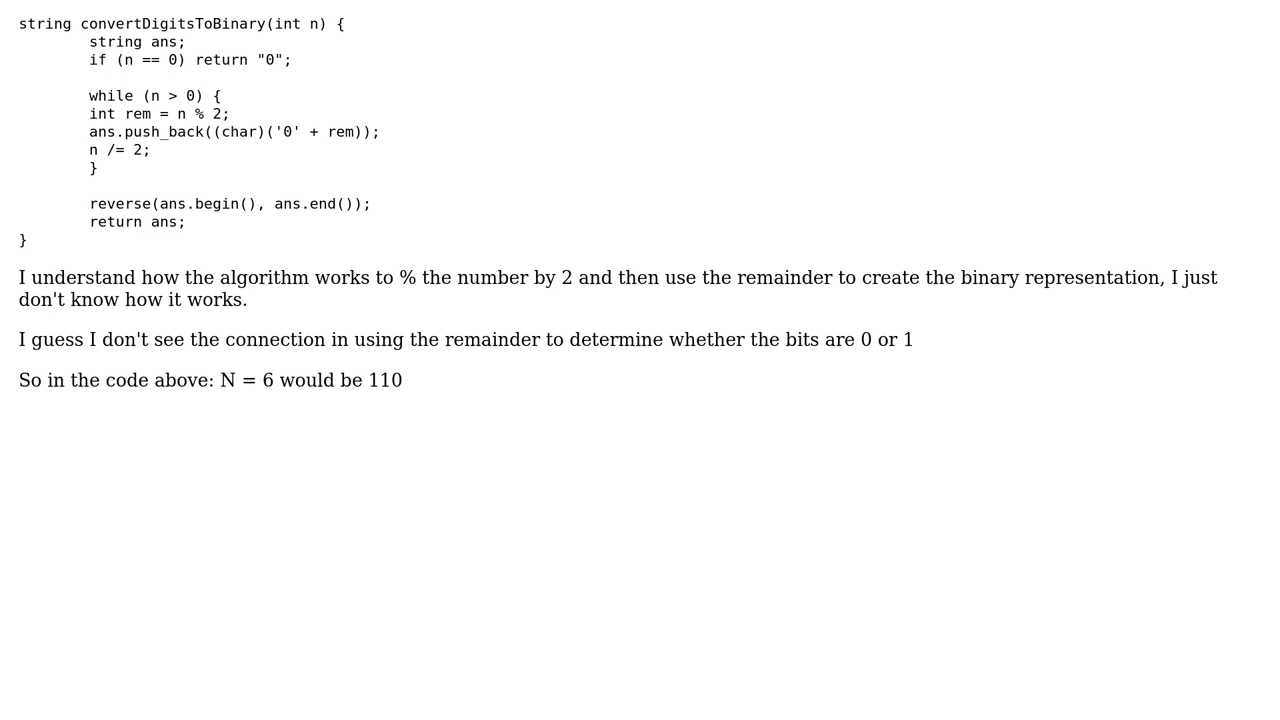 string convertDigitsToBinary(int n) {
        string ans;
        if (n == 0) return "0";

        while (n > 0) {
        int rem = n % 2;
        ans.push_back((char)('0' + rem));
        n /= 2;
        }

        reverse(ans.begin(), ans.end());
        return ans;
}
I understand how the algorithm works to % the number by 2 and then use the remainder to create the binary representation, I just
don't know how it works.
I guess I don't see the connection in using the remainder to determine whether the bits are 0 or 1
So in the code above: N = 6 would be 110